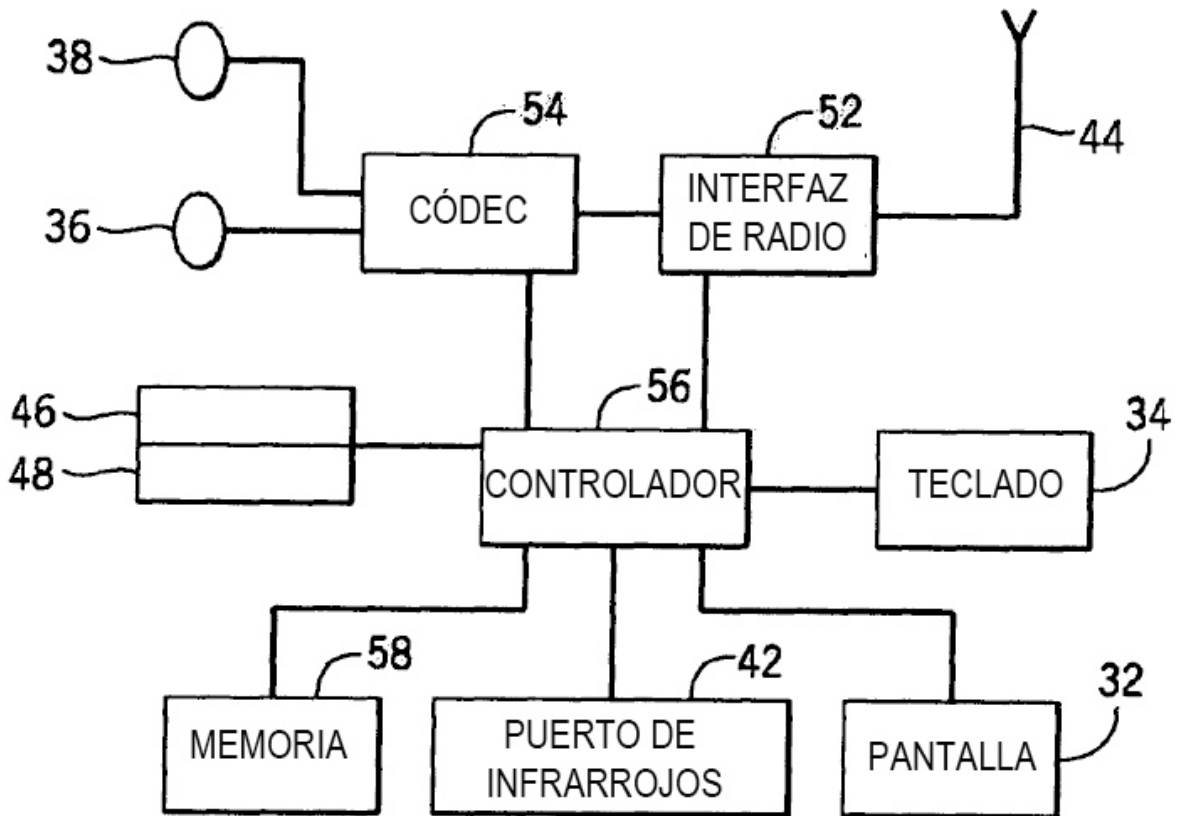 38
54
52
44
CÓDEC
INTERFAZ
DE RADIO
36
56
46
48
CONTROLADOR
34
TECLADO
58
42
32
MEMORIA
PUERTO DE
INFRARROJOS
PANTALLA